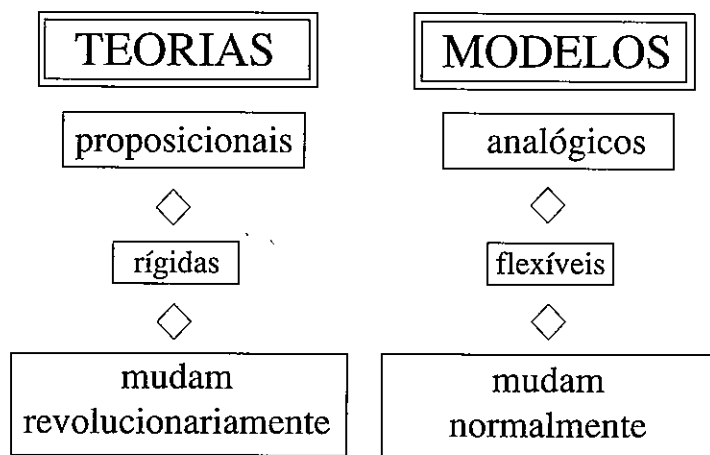 TEORIAS
proposicionais
rígidas
mudam
revolucionariamente
MODELOS
analógicos
flexíveis
mudam
normalmente